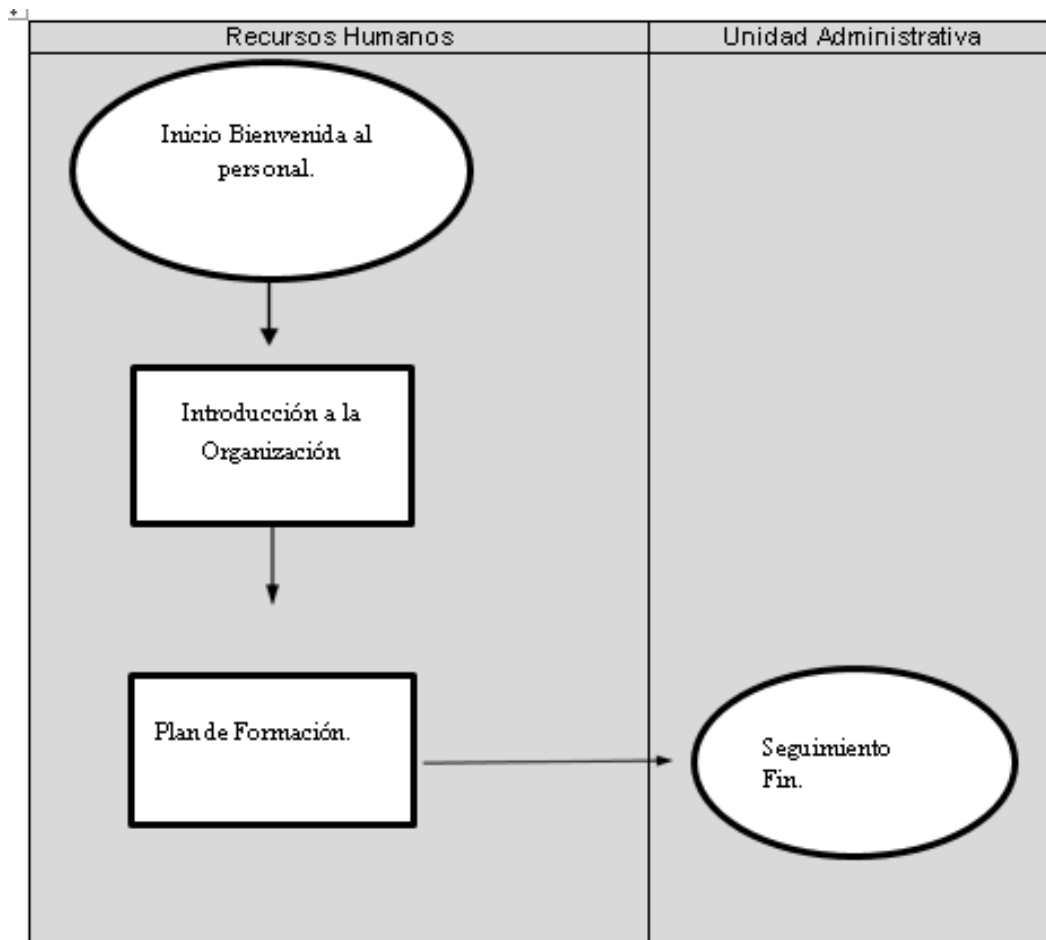 Recursos Humanos
Unidad Administrativa
Inicio Bienvenida al
personal.
Introducción a la
Organización
Plan de Formación.
Seguimiento
Fin.